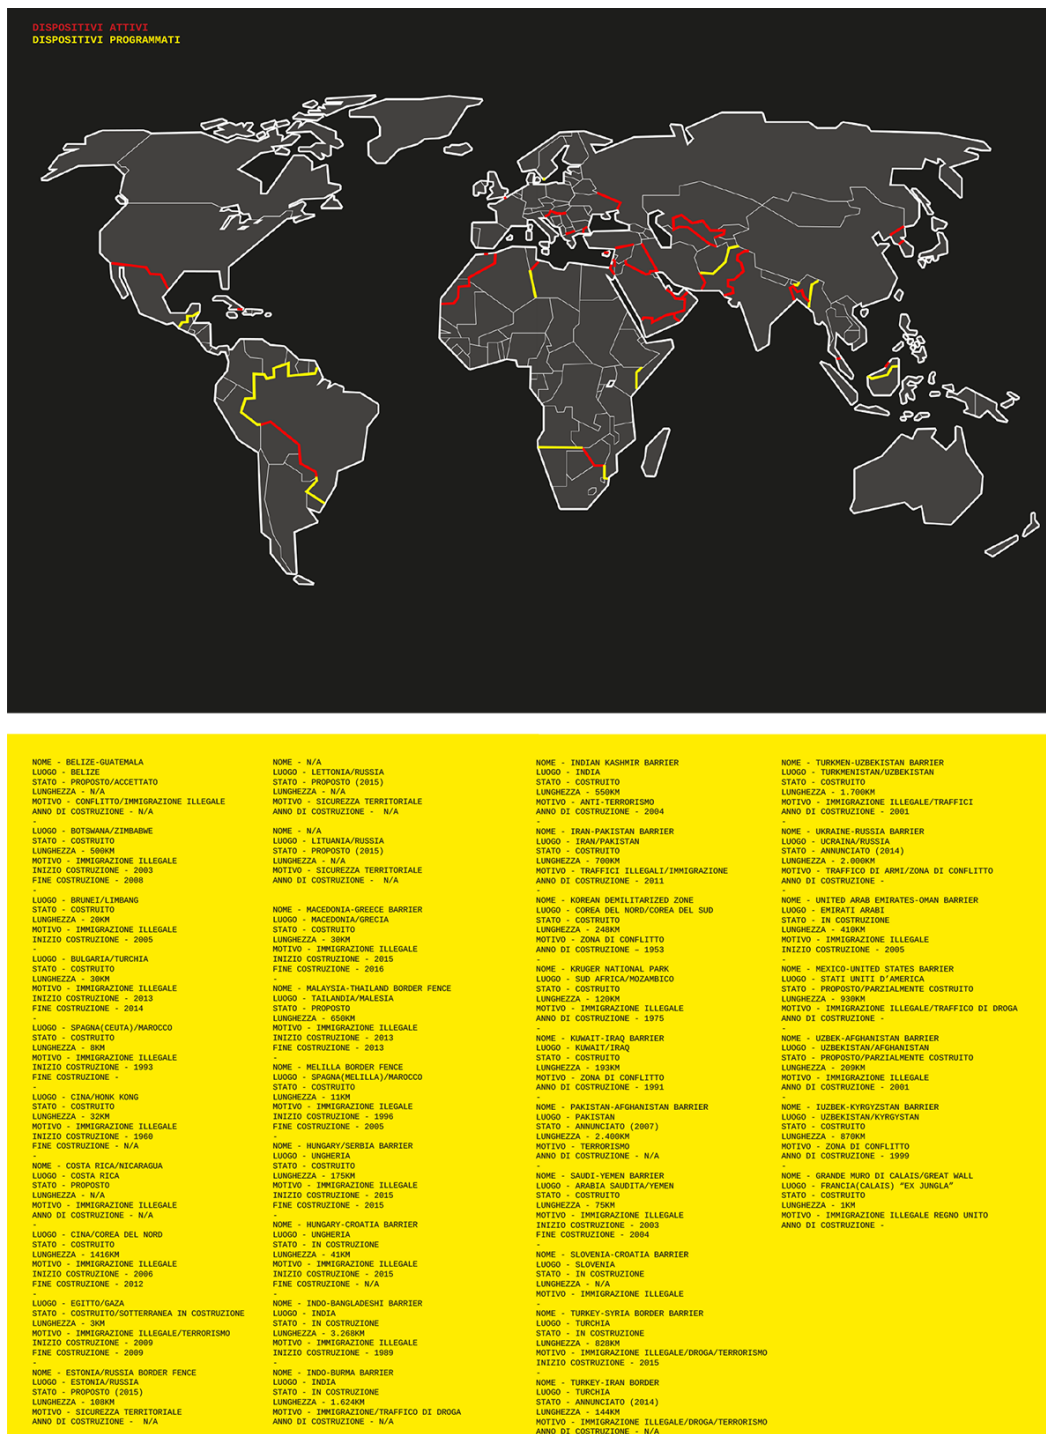 DISPOSITIVI ATTIVI
DISPOSITIVI PROGRAMMATI
NOME - BELIZE-GUATEMALA
LUOGO - BELIZE
STATO - PROPOSTO/ACCETTATO
LUNGHEZZA - N/A
MOTIVO - CONFLITTO/IMMIGRAZIONE ILLEGALE
ANNO DI COSTRUZIONE - N/A
-
LUOGO - BOTSWANA/ZIMBABWE
STATO - COSTRUITO
LUNGHEZZA - 500KM
MOTIVO - IMMIGRAZIONE ILLEGALE
INIZIO COSTRUZIONE - 2003
FINE COSTRUZIONE - 2008
-
LUOGO - BRUNEI/LIMBANG
STATO - COSTRUITO
LUNGHEZZA - 20KM
MOTIVO - IMMIGRAZIONE ILLEGALE
INIZIO COSTRUZIONE - 2005
-
LUOGO - BULGARIA/TURCHIA
STATO - COSTRUITO
LUNGHEZZA - 30KM
MOTIVO - IMMIGRAZIONE ILLEGALE
INIZIO COSTRUZIONE - 2013
FINE COSTRUZIONE - 2014
-
LUOGO - SPAGNA(CEUTA)/MAROCCO
STATO - COSTRUITO
LUNGHEZZA - 8KM
MOTIVO - IMMIGRAZIONE ILLEGALE
INIZIO COSTRUZIONE - 1993
FINE COSTRUZIONE -
-
LUOGO - CINA/HONK KONG
STATO - COSTRUITO
LUNGHEZZA - 32KM
MOTIVO - IMMIGRAZIONE ILLEGALE
INIZIO COSTRUZIONE - 1960
FINE COSTRUZIONE - N/A
-
NOME - COSTA RICA/NICARAGUA
LUOGO - COSTA RICA
STATO - PROPOSTO
LUNGHEZZA - N/A
MOTIVO - IMMIGRAZIONE ILLEGALE
ANNO DI COSTRUZIONE - N/A
-
LUOGO - CINA/COREA DEL NORD
STATO - COSTRUITO
LUNGHEZZA - 1416KM
MOTIVO - IMMIGRAZIONE ILLEGALE
INIZIO COSTRUZIONE - 2006
FINE COSTRUZIONE - 2012
-
LUOGO - EGITTO/GAZA
STATO - COSTRUITO/SOTTERRANEA IN COSTRUZIONE
LUNGHEZZA - 3KM
MOTIVO - IMMIGRAZIONE ILLEGALE/TERRORISMO
INIZIO COSTRUZIONE - 2009
FINE COSTRUZIONE - 2009
-
NOME - ESTONIA/RUSSIA BORDER FENCE
LUOGO - ESTONIA/RUSSIA
STATO - PROPOSTO (2015)
LUNGHEZZA - 108KM
MOTIVO - SICUREZZA TERRITORIALE
ANNO DI COSTRUZIONE - N/A
NOME - N/A
LUOGO - LETTONIA/RUSSIA
STATO - PROPOSTO (2015)
LUNGHEZZA - N/A
MOTIVO - SICUREZZA TERRITORIALE
ANNO DI COSTRUZIONE - N/A
NOME - N/A
LUOGO - LITUANIA/RUSSIA
STATO - PROPOSTO (2015)
LUNGHEZZA - N/A
MOTIVO - SICUREZZA TERRITORIALE
ANNO DI COSTRUZIONE - N/A
NOME - MACEDONIA-GREECE BARRIER
LUOGO - MACEDONIA/GRECIA
STATO - COSTRUITO
LUNGHEZZA - 30KM
MOTIVO - IMMIGRAZIONE ILLEGALE
INIZIO COSTRUZIONE - 2015
FINE COSTRUZIONE - 2016
-
NOME - MALAYSIA-THAILAND BORDER FENCE
LUOGO - TAILANDIA/MALESIA
STATO - PROPOSTO
LUNGHEZZA - 650KM
MOTIVO - IMMIGRAZIONE ILLEGALE
INIZIO COSTRUZIONE - 2013
FINE COSTRUZIONE - 2013
-
NOME - MELILLA BORDER FENCE
LUOGO - SPAGNA(MELILLA)/MAROCCO
STATO - COSTRUITO
LUNGHEZZA - 11KM
MOTIVO - IMMIGRAZIONE ILEGALE
INIZIO COSTRUZIONE - 1996
FINE COSTRUZIONE - 2005
-
NOME - HUNGARY/SERBIA BARRIER
LUOGO - UNGHERIA
STATO - COSTRUITO
LUNGHEZZA - 175KM
MOTIVO - IMMIGRAZIONE ILLEGALE
INIZIO COSTRUZIONE - 2015
FINE COSTRUZIONE - 2015
-
NOME - HUNGARY-CROATIA BARRIER
LUOGO - UNGHERIA
STATO - IN COSTRUZIONE
LUNGHEZZA - 41KM
MOTIVO - IMMIGRAZIONE ILLEGALE
INIZIO COSTRUZIONE - 2015
FINE COSTRUZIONE - N/A
-
NOME - INDO-BANGLADESHI BARRIER
LUOGO - INDIA
STATO - IN COSTRUZIONE
LUNGHEZZA - 3.268KM
MOTIVO - IMMIGRAZIONE ILLEGALE
INIZIO COSTRUZIONE - 1989
-
NOME - INDO-BURMA BARRIER
LUOGO - INDIA
STATO - IN COSTRUZIONE
LUNGHEZZA - 1.624KM
MOTIVO - IMMIGRAZIONE/TRAFFICO DI DROGA
ANNO DI COSTRUZIONE - N/A
NOME - INDIAN KASHMIR BARRIER
LUOGO - INDIA
STATO - COSTRUITO
LUNGHEZZA - 550KM
MOTIVO - ANTI-TERRORISMO
ANNO DI COSTRUZIONE - 2004
-
NOME - IRAN-PAKISTAN BARRIER
LUOGO - IRAN/PAKISTAN
STATO - COSTRUITO
LUNGHEZZA - 700KM
MOTIVO - TRAFFICI ILLEGALI/IMMIGRAZIONE
ANNO DI COSTRUZIONE - 2011
-
NOME - KOREAN DEMILITARIZED ZONE
LUOGO - COREA DEL NORD/COREA DEL SUD
STATO - COSTRUITO
LUNGHEZZA - 248KM
MOTIVO - ZONA DI CONFLITTO
ANNO DI COSTRUZIONE - 1953
-
NOME - KRUGER NATIONAL PARK
LUOGO - SUD AFRICA/MOZAMBICO
STATO - COSTRUITO
LUNGHEZZA - 120KM
MOTIVO - IMMIGRAZIONE ILLEGALE
ANNO DI COSTRUZIONE - 1975
-
NOME - KUWAIT-IRAQ BARRIER
LUOGO - KUWAIT/IRAQ
STATO - COSTRUITO
LUNGHEZZA - 193KM
MOTIVO - ZONA DI CONFLITTO
ANNO DI COSTRUZIONE - 1991
-
NOME - PAKISTAN-AFGHANISTAN BARRIER
LUOGO - PAKISTAN
STATO - ANNUNCIATO (2007)
LUNGHEZZA - 2.400KM
MOTIVO - TERRORISMO
ANNO DI COSTRUZIONE - N/A
-
NOME - SAUDI-YEMEN BARRIER
LUOGO - ARABIA SAUDITA/YEMEN
STATO - COSTRUITO
LUNGHEZZA - 75KM
MOTIVO - IMMIGRAZIONE ILLEGALE
INIZIO COSTRUZIONE - 2003
FINE COSTRUZIONE - 2004
-
NOME - SLOVENIA-CROATIA BARRIER
LUOGO - SLOVENIA
STATO - IN COSTRUZIONE
LUNGHEZZA - N/A
MOTIVO - IMMIGRAZIONE ILLEGALE
-
NOME - TURKEY-SYRIA BORDER BARRIER
LUOGO - TURCHIA
STATO - IN COSTRUZIONE
LUNGHEZZA - 828KM
MOTIVO - IMMIGRAZIONE ILLEGALE/DROGA/TERRORISMO
INIZIO COSTRUZIONE - 2015
-
NOME - TURKEY-IRAN BORDER
LUOGO - TURCHIA
STATO - ANNUNCIATO (2014)
LUNGHEZZA - 144KM
MOTIVO - IMMIGRAZIONE ILLEGALE/DROGA/TERRORISMO
ANNO DI COSTRUZIONE - N/A
NOME - TURKMEN-UZBEKISTAN BARRIER
LUOGO - TURKMENISTAN/UZBEKISTAN
STATO - COSTRUITO
LUNGHEZZA - 1.700KM
MOTIVO - IMMIGRAZIONE ILLEGALE/TRAFFICI
ANNO DI COSTRUZIONE - 2001
-
NOME - UKRAINE-RUSSIA BARRIER
LUOGO - UCRAINA/RUSSIA
STATO - ANNUNCIATO (2014)
LUNGHEZZA - 2.000KM
MOTIVO - TRAFFICO DI ARMI/ZONA DI CONFLITTO
ANNO DI COSTRUZIONE -
-
NOME - UNITED ARAB EMIRATES-OMAN BARRIER
LUOGO - EMIRATI ARABI
STATO - IN COSTRUZIONE
LUNGHEZZA - 410KM
MOTIVO - IMMIGRAZIONE ILLEGALE
INIZIO COSTRUZIONE - 2005
-
NOME - MEXICO-UNITED STATES BARRIER
LUOGO - STATI UNITI D'AMERICA
STATO - PROPOSTO/PARZIALMENTE COSTRUITO
LUNGHEZZA - 930KM
MOTIVO - IMMIGRAZIONE ILLEGALE/TRAFFICO DI DROGA
ANNO DI COSTRUZIONE -
-
NOME - UZBEK-AFGHANISTAN BARRIER
LUOGO - UZBEKISTAN/AFGHANISTAN
STATO - PROPOSTO/PARZIALMENTE COSTRUITO
LUNGHEZZA - 209KM
MOTIVO - IMMIGRAZIONE ILLEGALE
ANNO DI COSTRUZIONE - 2001
-
NOME - IUZBEK-KYRGYZSTAN BARRIER
LUOGO - UZBEKISTAN/KYRGYSTAN
STATO - COSTRUITO
LUNGHEZZA - 870KM
MOTIVO - ZONA DI CONFLITTO
ANNO DI COSTRUZIONE - 1999
-
NOME - GRANDE MURO DI CALAIS/GREAT WALL
LUOGO - FRANCIA(CALAIS) "EX JUNGLA"
STATO - COSTRUITO
LUNGHEZZA - 1KM
MOTIVO - IMMIGRAZIONE ILLEGALE REGNO UNITO
ANNO DI COSTRUZIONE -